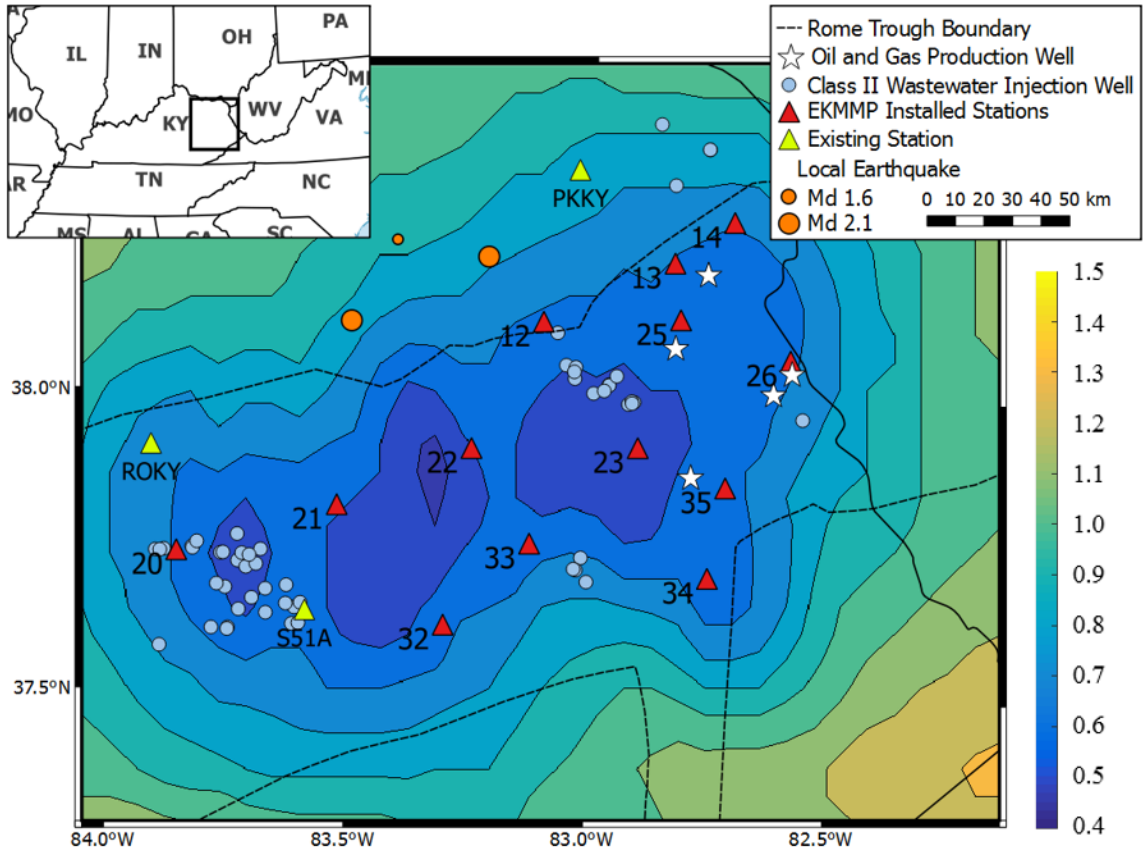 PA
OH
IL
IN
MO
WV
KY
VA
TN
NC
AR
SC
MS
AL
GA
Rome Trough Boundary
Oil and Gas Production Well
Class II Wastewater Injection Well
EKMMP Installed Stations
Existing Station
Local Earthquake
Md 1.6
0 10 20 30 40 50 km
Md 2.1
PKKY
14
13
12
25
26
38.0°N
ROKY
22
23
35
21
20
33
34
S51A
32
37.5°N
84.0°W
83.5°W
83.0°W
82.5°W
1.5
1.4
1.3
1.2
1.1
1.0
0.9
0.8
0.7
0.6
0.5
0.4